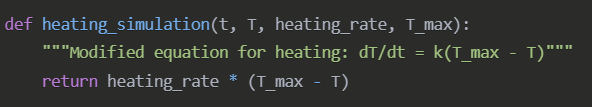 def heating_simulation(t, T, heating_rate, T_max):
    """Modified equation for heating: dT/dt = k(T_max - T)"""
    return heating_rate * (T_max - T)